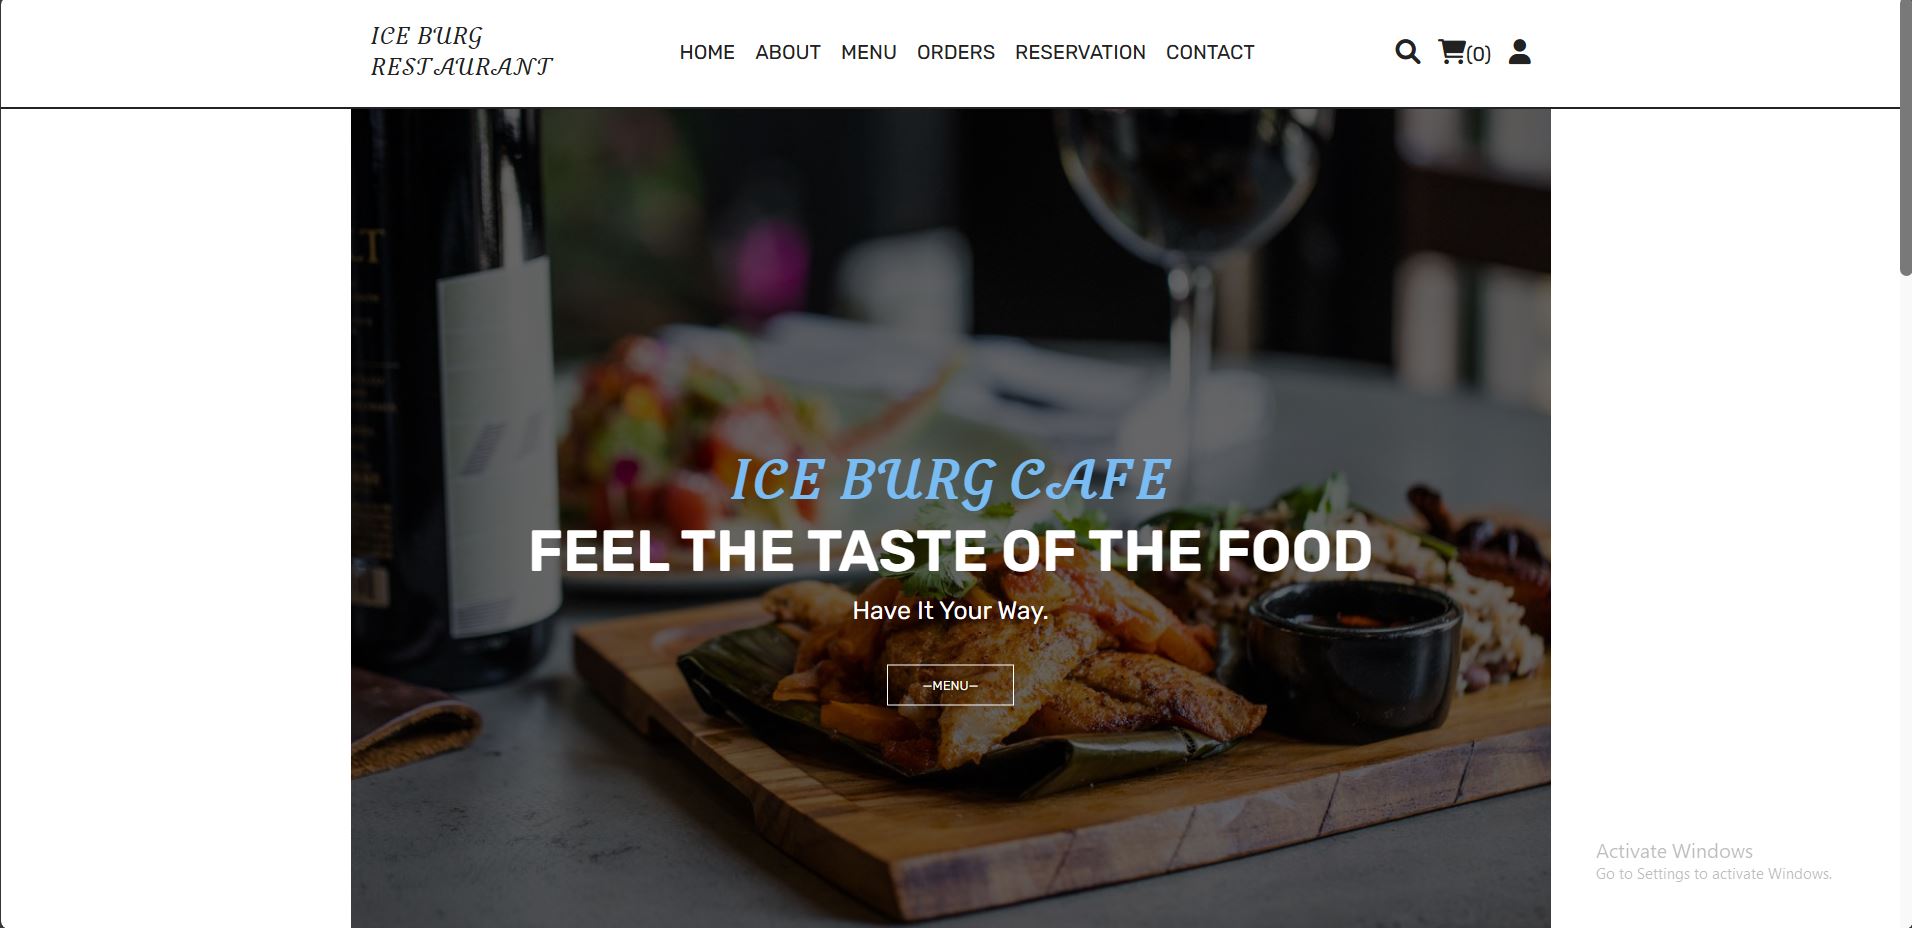 ICE BURG
RESTAURANT
HOME ABOUT MENU ORDERS RESERVATION CONTACT
(0)
LT
ICE BURG CAFE
FEEL THE TASTE OF THE FOOD
Have It Your Way.
—MENU—
Activate Windows
Go to Settings to activate Windows.